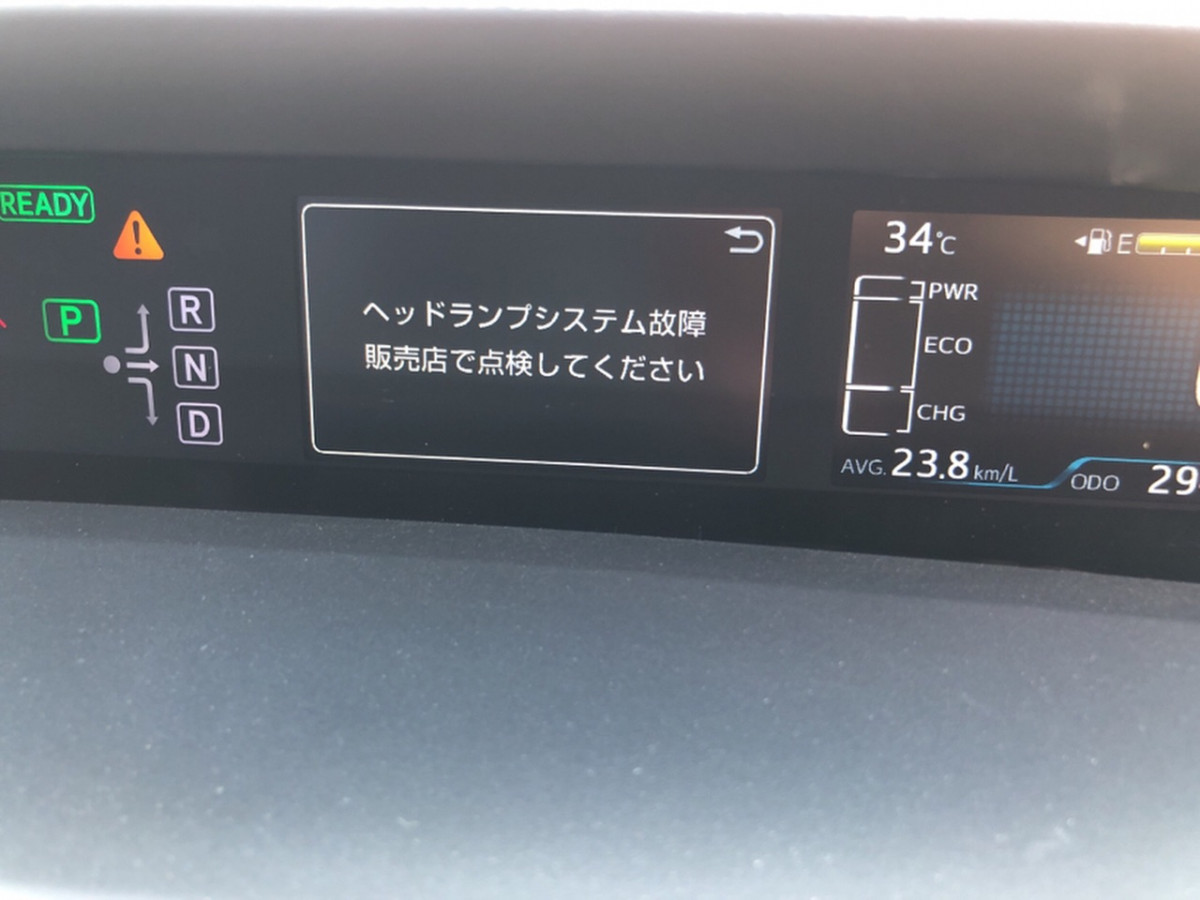 READY
P
R
N
D
ヘッドランプシステム故障
販売店で点検してください
34℃
E
PWR
ECO
CHG
AVG. 23.8 km/L
ODO 29